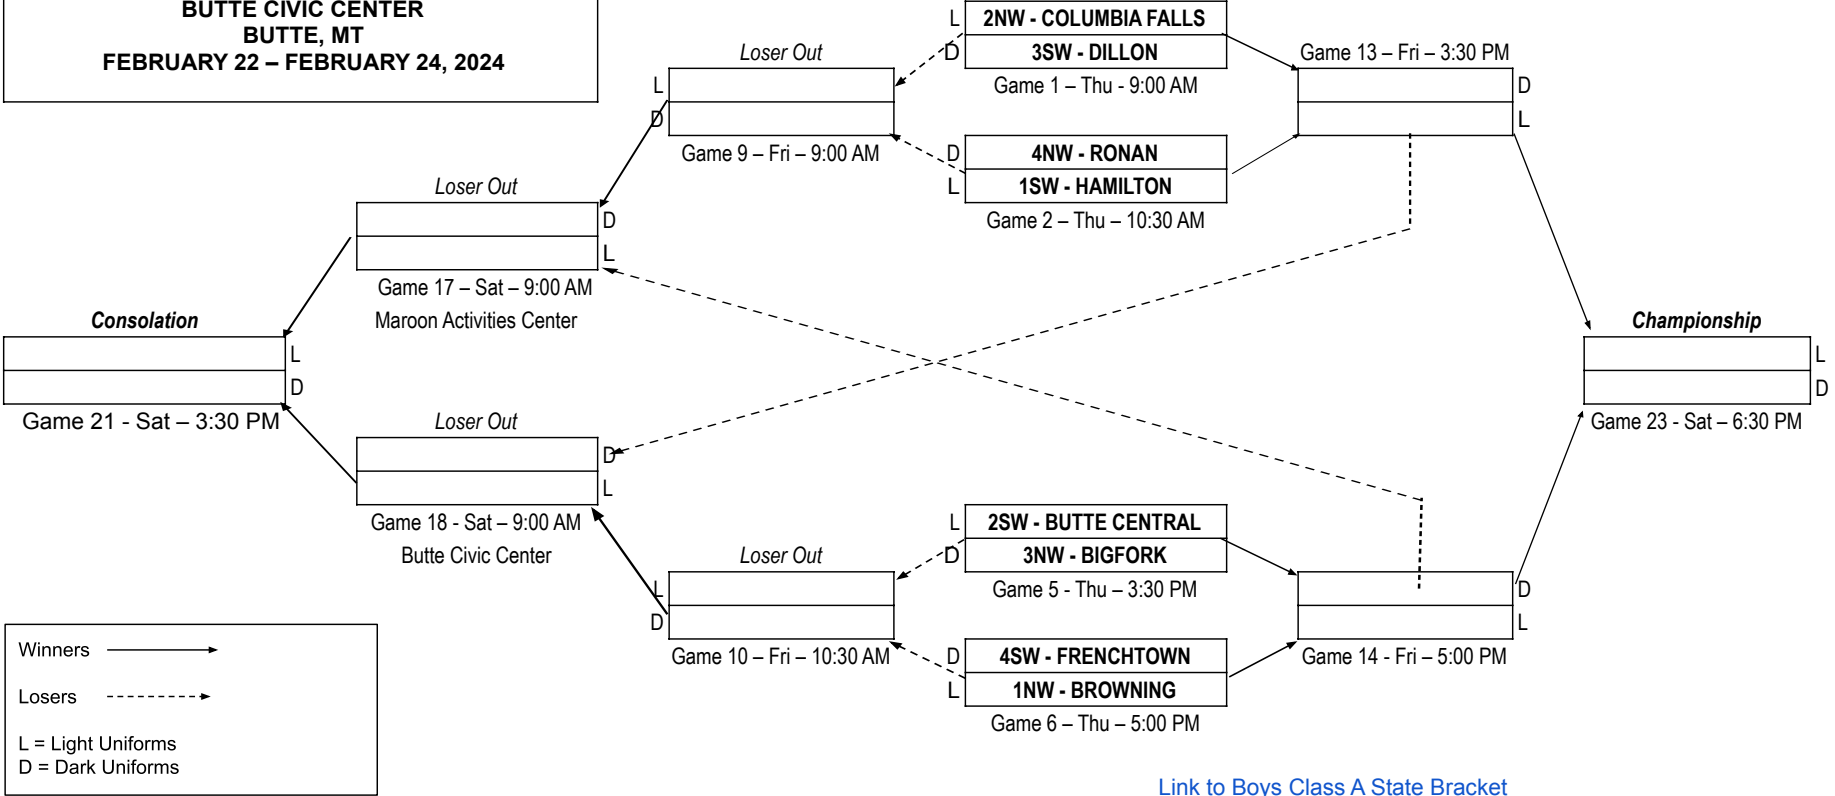 BUTTE CIVIC CENTER
BUTTE, MT
FEBRUARY 22 – FEBRUARY 24, 2024
L 2NW - COLUMBIA FALLS
D 3SW - DILLON
Game 1 – Thu - 9:00 AM
Loser Out
L
D
Game 9 – Fri – 9:00 AM
Game 13 – Fri – 3:30 PM
D
L
D 4NW - RONAN
L 1SW - HAMILTON
Game 2 – Thu – 10:30 AM
Loser Out
D
L
Game 17 – Sat – 9:00 AM
Maroon Activities Center
Consolation
L
D
Game 21 - Sat – 3:30 PM
Championship
L
D
Game 23 - Sat – 6:30 PM
Loser Out
D
L
Game 18 - Sat – 9:00 AM
Butte Civic Center
L 2SW - BUTTE CENTRAL
D 3NW - BIGFORK
Game 5 - Thu – 3:30 PM
Loser Out
L
D
Game 10 – Fri – 10:30 AM
D
L
Game 14 - Fri – 5:00 PM
D 4SW - FRENCHTOWN
L 1NW - BROWNING
Game 6 – Thu – 5:00 PM
Winners
Losers
L = Light Uniforms
D = Dark Uniforms
Link to Boys Class A State Bracket